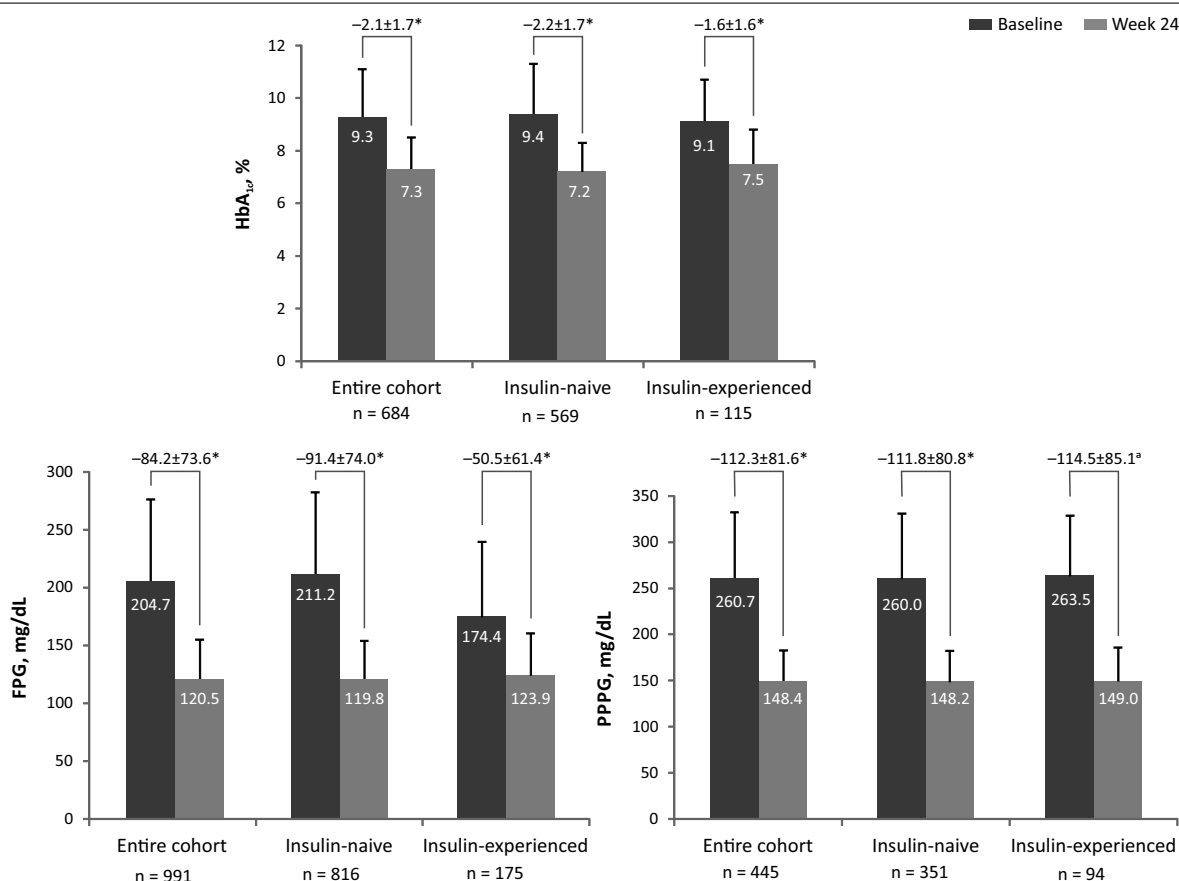 −2.1±1.7* −2.2±1.7* −1.6±1.6* Baseline Week 24
12
10
8
6
4
2
0
HbA1c, %
9.3 7.3 9.4 7.2 9.1 7.5
Entire cohort Insulin-naive Insulin-experienced
n = 684 n = 569 n = 115
−84.2±73.6* −91.4±74.0* −50.5±61.4*
300
250
200
150
100
50
0
FPG, mg/dL
204.7 120.5 211.2 119.8 174.4 123.9
Entire cohort Insulin-naive Insulin-experienced
n = 991 n = 816 n = 175
−112.3±81.6* −111.8±80.8* −114.5±85.1ª
350
300
250
200
150
100
50
0
PPPG, mg/dL
260.7 148.4 260.0 148.2 263.5 149.0
Entire cohort Insulin-naive Insulin-experienced
n = 445 n = 351 n = 94